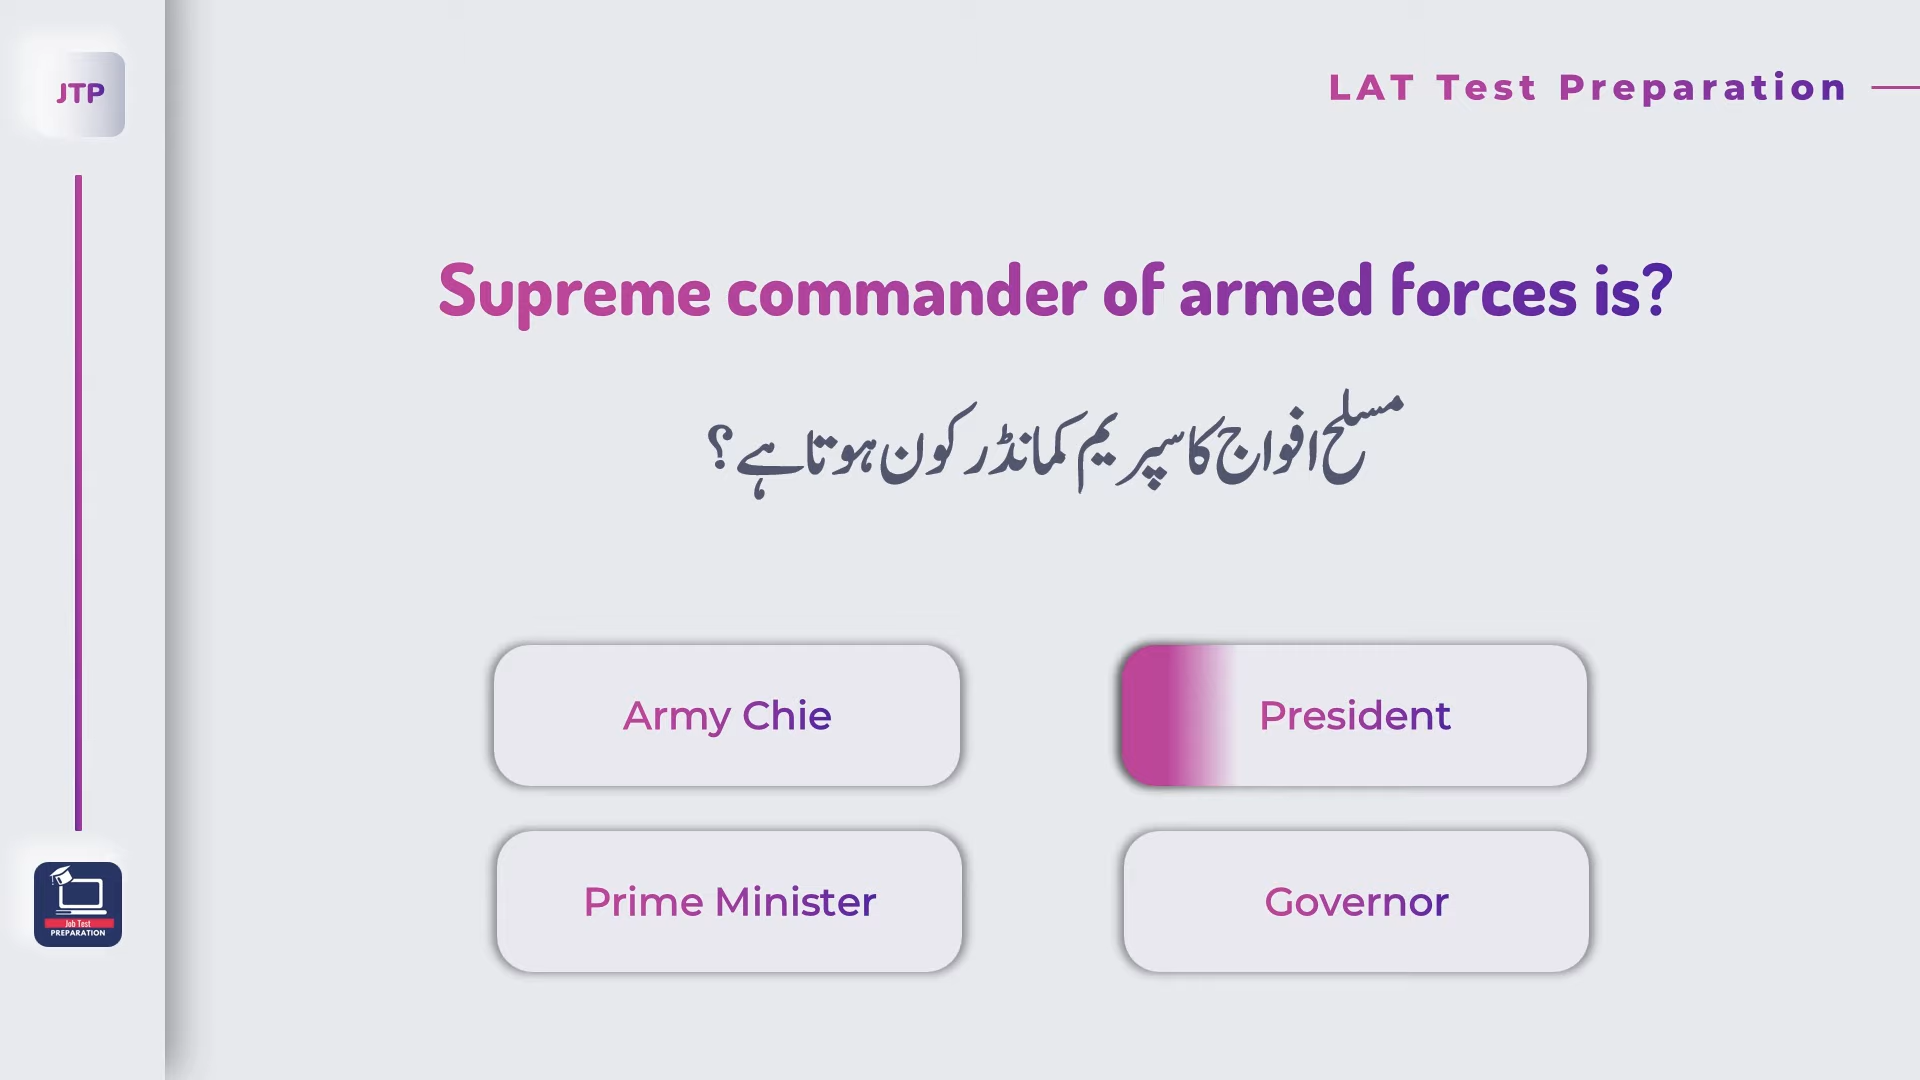 JTP
LAT Test Preparation
Supreme commander of armed forces is?
مسلح افواج کا سپریم کمانڈر کون ہوتا ہے؟
Army Chie
President
Prime Minister
Governor
Job Test
PREPARATION